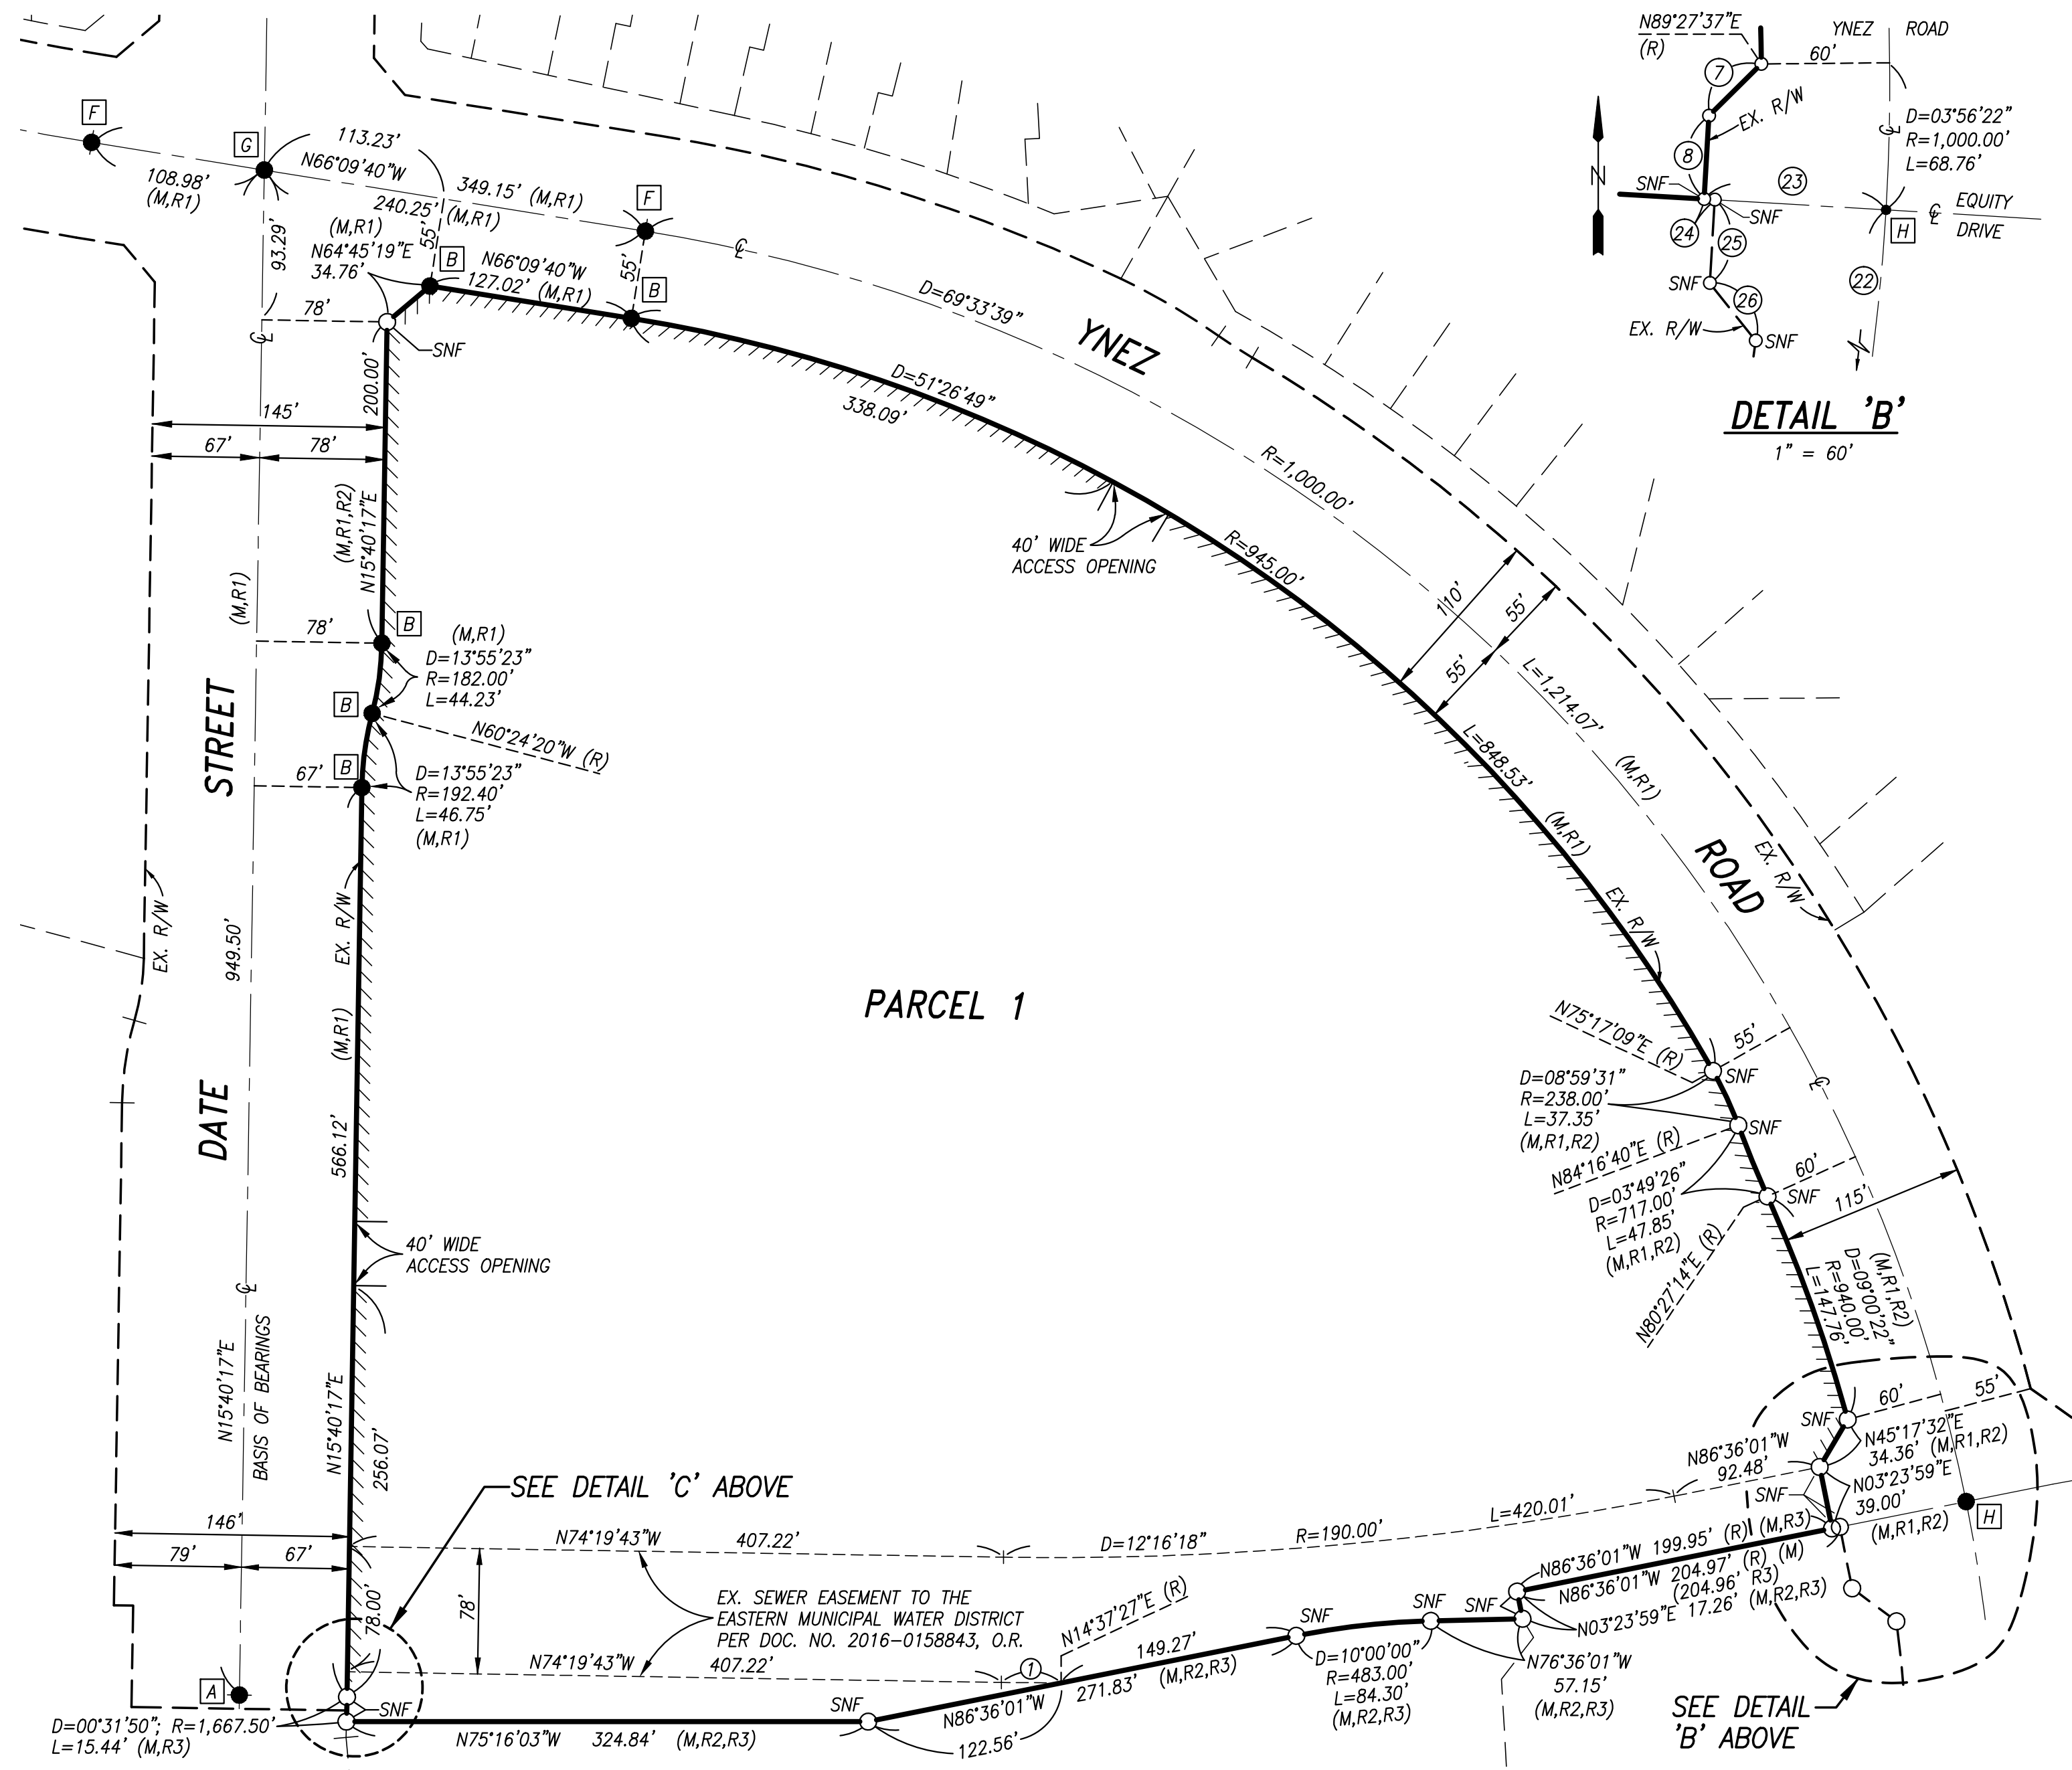 F
G
113.23'
N66°09'40"W
108.98'
(M,R1)
349.15' (M,R1)
240.25' (M,R1)
F
93.29'
(M,R1)
N64°45'19"E
34.76'
55'
B
N66°09'40"W
127.02' (M,R1)
55'
B
78'
℄
SNF
℄
D=69°33'39"
YNEZ
D=51°26'49"
338.09'
R=1,000.00'
200.00'
145'
67'
78'
(M,R1,R2)
N15°40'17"E
40' WIDE
ACCESS OPENING
R=945.00'
110'
55'
55'
(M,R1)
78'
B
(M,R1)
D=13°55'23"
R=182.00'
L=44.23'
B
N60°24'20"W (R)
STREET
67'
B
D=13°55'23"
R=192.40'
L=46.75'
(M,R1)
L=1,214.07'
(M,R1)
L=848.53'
(M,R1)
EX. R/W
ROAD
EX. R/W
EX. R/W
949.50'
EX. R/W
(M,R1)
PARCEL 1
DATE
566.12'
N75°17'09"E (R)
55'
SNF
D=08°59'31"
R=238.00'
L=37.35'
(M,R1,R2)
℄
SNF
N84°16'40"E (R)
60'
SNF
D=03°49'26"
R=717.00'
L=47.85'
(M,R1,R2)
115'
N80°27'14"E (R)
40' WIDE
ACCESS OPENING
℄
(M,R1,R2)
D=09°00'22"
R=940.00'
L=147.76'
N15°40'17"E
BASIS OF BEARINGS
N15°40'17"E
256.07'
60'
55'
SNF
N45°17'32"E
34.36' (M,R1,R2)
N86°36'01"W
92.48'
N03°23'59"E
39.00'
(M,R1,R2)
SNF
H
SEE DETAIL 'C' ABOVE
146'
79'
67'
N74°19'43"W 407.22'
D=12°16'18" R=190.00' L=420.01'
78.00'
78'
EX. SEWER EASEMENT TO THE
EASTERN MUNICIPAL WATER DISTRICT
PER DOC. NO. 2016-0158843, O.R.
N74°19'43"W 407.22'
1
N14°37'27"E (R)
149.27'
N86°36'01"W 271.83' (M,R2,R3)
122.56'
SNF
SNF
SNF
D=10°00'00"
R=483.00'
L=84.30'
(M,R2,R3)
N86°36'01"W 199.95' (R) (M,R3)
N86°36'01"W 204.97' (R) (M)
(204.96' R3)
N03°23'59"E 17.26' (M,R2,R3)
N76°36'01"W
57.15'
(M,R2,R3)
SEE DETAIL
'B' ABOVE
A
SNF
D=00°31'50"; R=1,667.50'
L=15.44' (M,R3)
SNF
N75°16'03"W 324.84' (M,R2,R3)
N89°27'37"E
(R)
YNEZ ROAD
60'
7
EX. R/W
℄
D=03°56'22"
R=1,000.00'
L=68.76'
8
N
SNF
23
SNF
℄ EQUITY
DRIVE
H
24
25
22
SNF
26
EX. R/W
SNF
DETAIL 'B'
1" = 60'